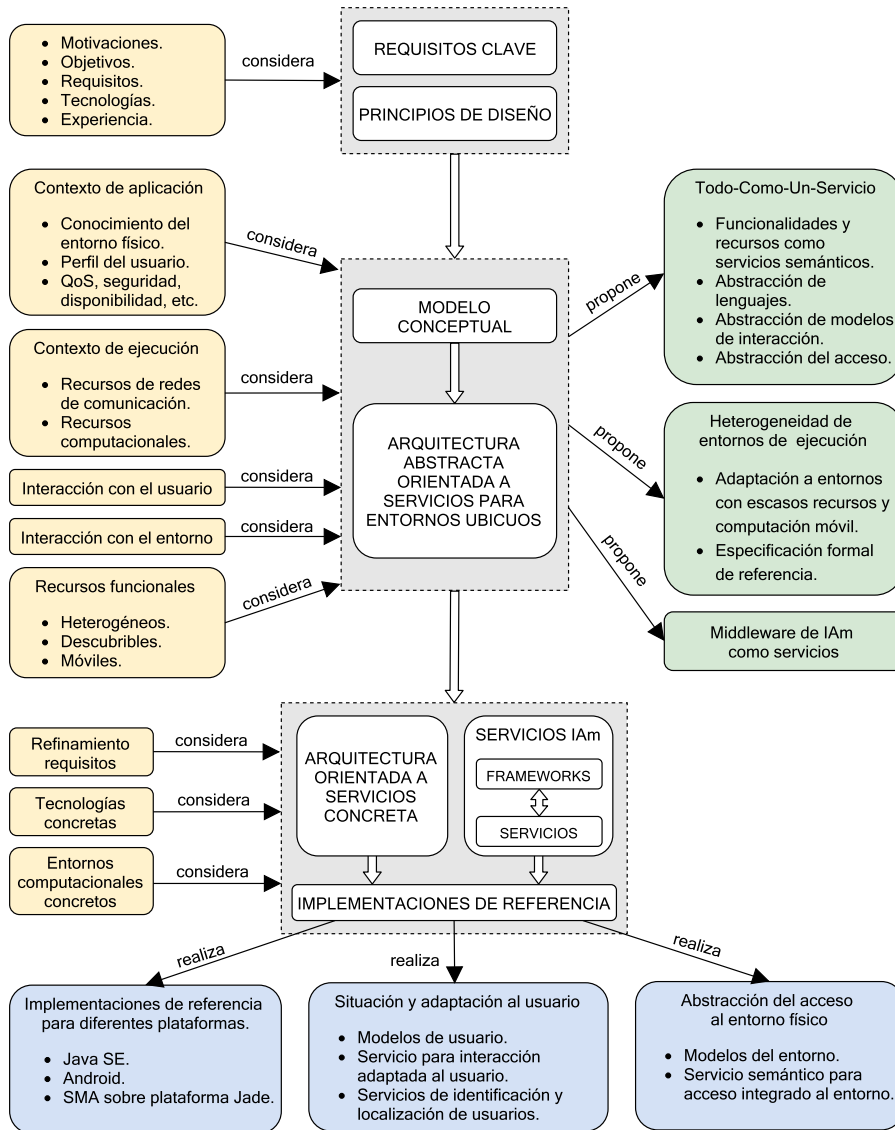 • Motivaciones.
• Objetivos.
• Requisitos.
• Tecnologías.
• Experiencia.
considera
REQUISITOS CLAVE
PRINCIPIOS DE DISEÑO
Contexto de aplicación
• Conocimiento del
entorno físico.
• Perfil del usuario.
• QoS, seguridad,
disponibilidad, etc.
considera
Contexto de ejecución
• Recursos de redes
de comunicación.
• Recursos
computacionales.
considera
Interacción con el usuario
considera
Interacción con el entorno
considera
Recursos funcionales
• Heterogéneos.
• Descubribles.
• Móviles.
considera
MODELO
CONCEPTUAL
ARQUITECTURA
ABSTRACTA
ORIENTADA A
SERVICIOS PARA
ENTORNOS UBICUOS
propone
Todo-Como-Un-Servicio
• Funcionalidades y
recursos como
servicios semánticos.
• Abstracción de
lenguajes.
• Abstracción de modelos
de interacción.
• Abstracción del acceso.
propone
Heterogeneidad de
entornos de ejecución
• Adaptación a entornos
con escasos recursos y
computación móvil.
• Especificación formal
de referencia.
propone
Middleware de IAm
como servicios
Refinamiento
requisitos
considera
Tecnologías
concretas
considera
Entornos
computacionales
concretos
considera
ARQUITECTURA
ORIENTADA A
SERVICIOS
CONCRETA
SERVICIOS IAm
FRAMEWORKS
SERVICIOS
IMPLEMENTACIONES DE REFERENCIA
realiza
realiza
realiza
Implementaciones de referencia
para diferentes plataformas.
• Java SE.
• Android.
• SMA sobre plataforma Jade.
Situación y adaptación al usuario
• Modelos de usuario.
• Servicio para interacción
adaptada al usuario.
• Servicios de identificación y
localización de usuarios.
Abstracción del acceso
al entorno físico
• Modelos del entorno.
• Servicio semántico para
acceso integrado al entorno.